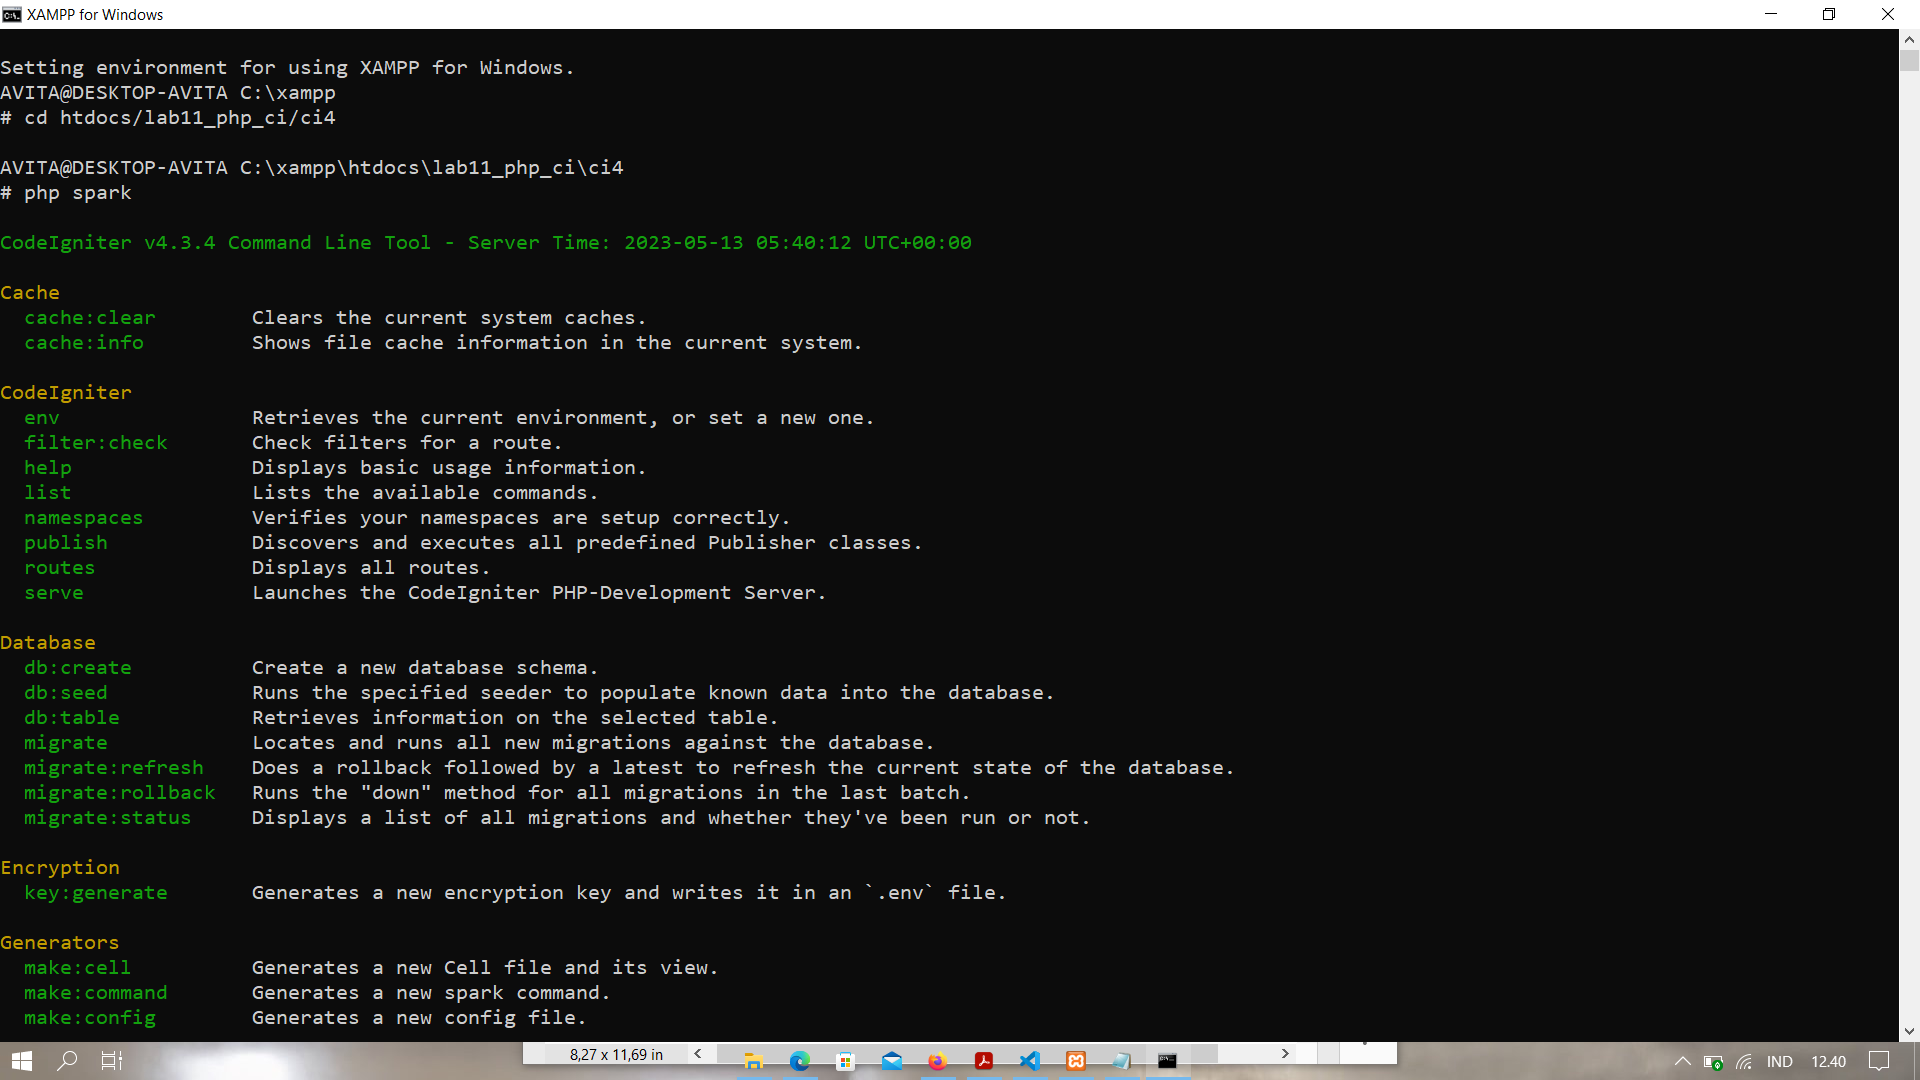 XAMPP for Windows
Setting environment for using XAMPP for Windows.
AVITA@DESKTOP-AVITA C:\xampp
# cd htdocs/lab11_php_ci/ci4
AVITA@DESKTOP-AVITA C:\xampp\htdocs\lab11_php_ci\ci4
# php spark
CodeIgniter v4.3.4 Command Line Tool - Server Time: 2023-05-13 05:40:12 UTC+00:00
Cache
cache:clear Clears the current system caches.
cache:info Shows file cache information in the current system.
CodeIgniter
env Retrieves the current environment, or set a new one.
filter:check Check filters for a route.
help Displays basic usage information.
list Lists the available commands.
namespaces Verifies your namespaces are setup correctly.
publish Discovers and executes all predefined Publisher classes.
routes Displays all routes.
serve Launches the CodeIgniter PHP-Development Server.
Database
db:create Create a new database schema.
db:seed Runs the specified seeder to populate known data into the database.
db:table Retrieves information on the selected table.
migrate Locates and runs all new migrations against the database.
migrate:refresh Does a rollback followed by a latest to refresh the current state of the database.
migrate:rollback Runs the "down" method for all migrations in the last batch.
migrate:status Displays a list of all migrations and whether they've been run or not.
Encryption
key:generate Generates a new encryption key and writes it in an `.env` file.
Generators
make:cell Generates a new Cell file and its view.
make:command Generates a new spark command.
make:config Generates a new config file.
8,27 x 11,69 in
IND 12.40